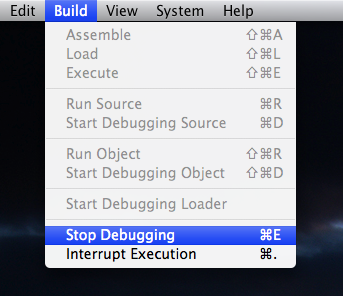 Edit Build View System Help
Assemble ⇧⌘A
Load ⇧⌘L
Execute ⇧⌘E
Run Source ⌘R
Start Debugging Source ⌘D
Run Object ⇧⌘R
Start Debugging Object ⇧⌘D
Start Debugging Loader
Stop Debugging ⌘E
Interrupt Execution ⌘.